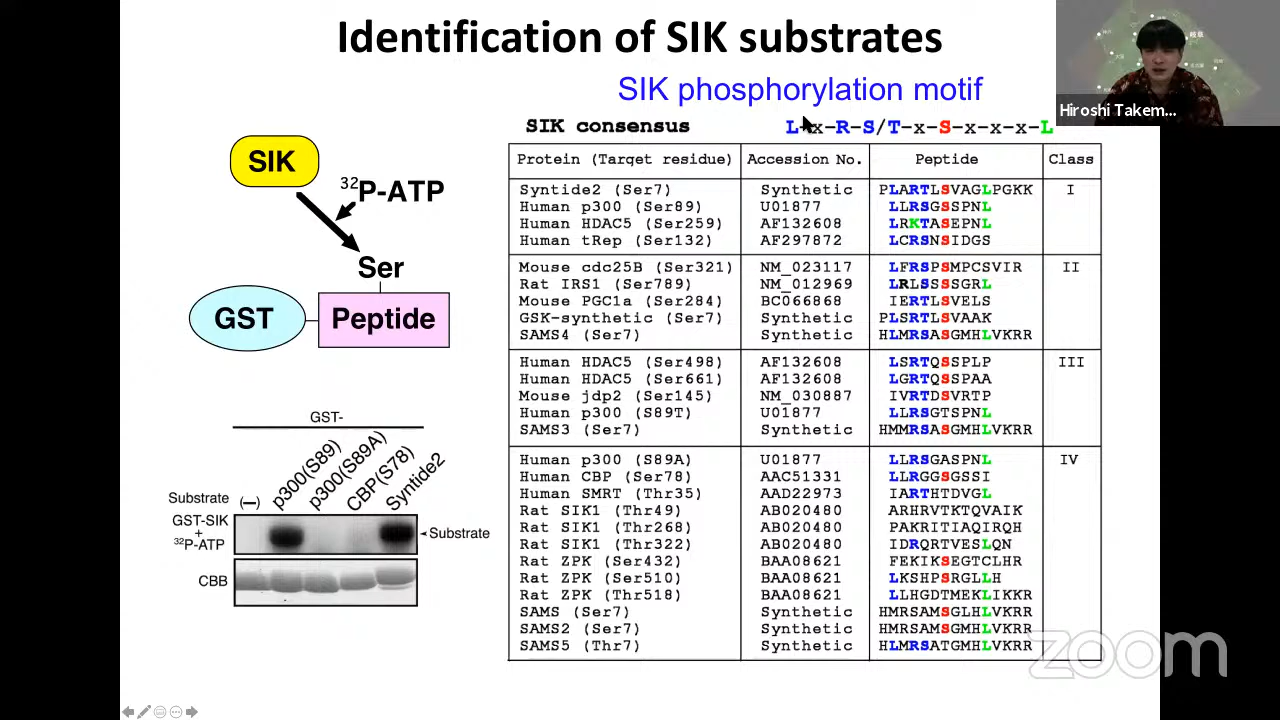 Identification of SIK substrates
SIK phosphorylation motif
Hiroshi Takem...
SIK consensus L-x-R-S/T-x-S-x-x-x-L
SIK
32P-ATP
Ser
GST
Peptide
Protein (Target residue) Accession No. Peptide Class
Syntide2 (Ser7) Synthetic PLARTLSVAGLPGKK I
Human p300 (Ser89) U01877 LLRSGSSPNL
Human HDAC5 (Ser259) AF132608 LRKTASEPNL
Human tRep (Ser132) AF297872 LCRSNSIDGS
Mouse cdc25B (Ser321) NM_023117 LFRSPSMPCSVIR II
Rat IRS1 (Ser789) NM_012969 LRLSSSSGRL
Mouse PGC1a (Ser284) BC066868 IERTLSVELS
GSK-synthetic (Ser7) Synthetic PLSRTLSVAAK
SAMS4 (Ser7) Synthetic HLMRSASGMHLVKRR
Human HDAC5 (Ser498) AF132608 LSRTQSSPLP III
Human HDAC5 (Ser661) AF132608 LGRTQSSPAA
Mouse jdp2 (Ser145) NM_030887 IVRTDSVRTP
Human p300 (S89T) U01877 LLRSGTSPNL
SAMS3 (Ser7) Synthetic HMMRSASGMHLVKRR
Human p300 (S89A) U01877 LLRSGASPNL IV
Human CBP (Ser78) AAC51331 LLRGGSGSSI
Human SMRT (Thr35) AAD22973 IARTHTDVGL
Rat SIK1 (Thr49) AB020480 ARHRVTKTQVAIK
Rat SIK1 (Thr268) AB020480 PAKRITIAQIRQH
Rat SIK1 (Thr322) AB020480 IDRQRTVESLQN
Rat ZPK (Ser432) BAA08621 FEKIKSEGTCLHR
Rat ZPK (Ser510) BAA08621 LKSHPSRGLLH
Rat ZPK (Thr518) BAA08621 LLHGDTMEKLIKKR
SAMS (Ser7) Synthetic HMRSAMSGLHLVKRR
SAMS2 (Ser7) Synthetic HMRSAMSGMHLVKRR
SAMS5 (Thr7) Synthetic HLMRSATGMHLVKRR
GST-
Substrate (–) p300(S89) p300(S89A) CBP(S78) Syntide2
GST-SIK
+
32P-ATP
Substrate
CBB
zoom